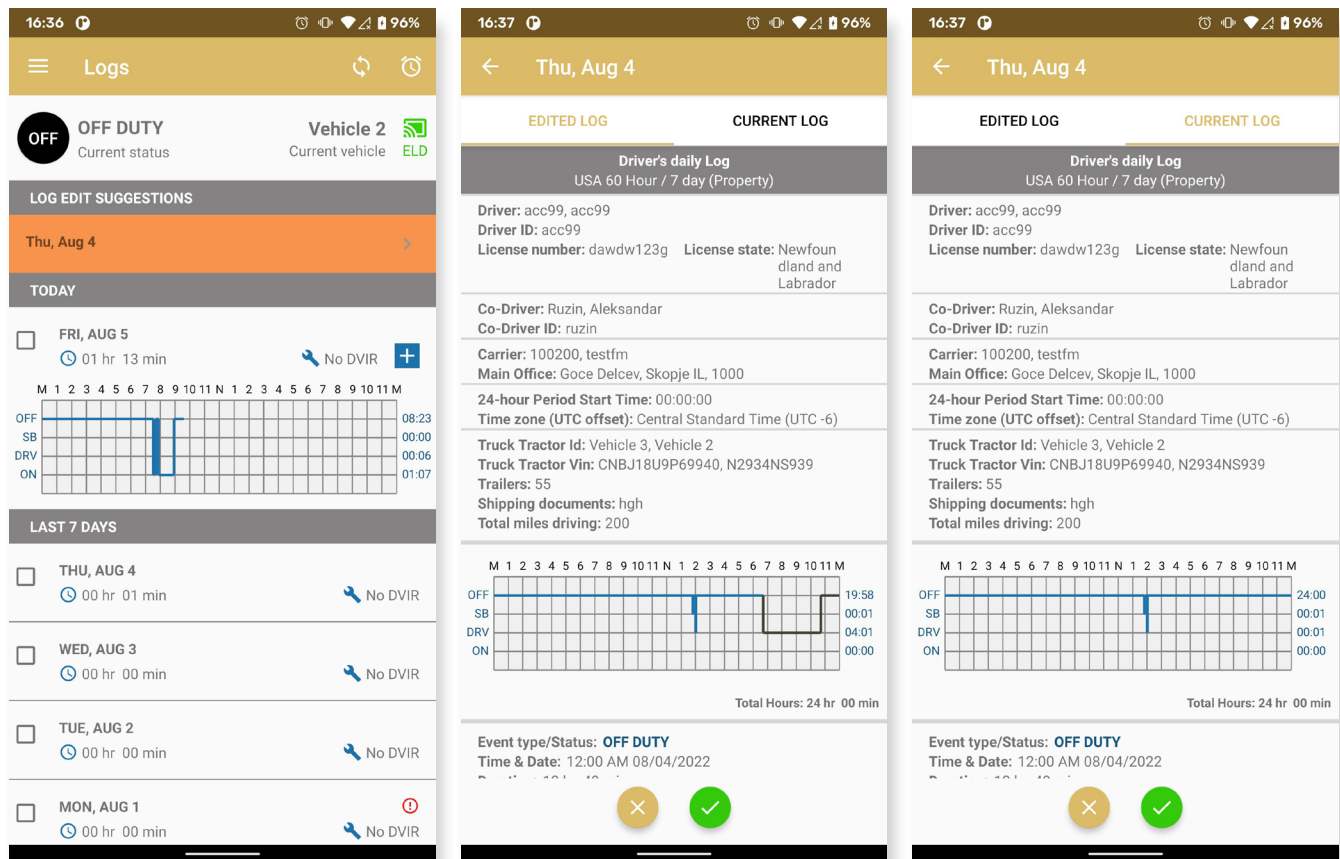 16:36 96%
Logs
OFF
OFF DUTY
Current status
Vehicle 2
Current vehicle
ELD
LOG EDIT SUGGESTIONS
Thu, Aug 4
TODAY
FRI, AUG 5
01 hr 13 min
No DVIR
M 1 2 3 4 5 6 7 8 9 10 11 N 1 2 3 4 5 6 7 8 9 10 11 M
OFF 08:23
SB 00:00
DRV 00:06
ON 01:07
LAST 7 DAYS
THU, AUG 4
00 hr 01 min No DVIR
WED, AUG 3
00 hr 00 min No DVIR
TUE, AUG 2
00 hr 00 min No DVIR
MON, AUG 1
00 hr 00 min No DVIR
16:37 96%
Thu, Aug 4
EDITED LOG CURRENT LOG
Driver's daily Log
USA 60 Hour / 7 day (Property)
Driver: acc99, acc99
Driver ID: acc99
License number: dawdw123g License state: Newfoun
dland and
Labrador
Co-Driver: Ruzin, Aleksandar
Co-Driver ID: ruzin
Carrier: 100200, testfm
Main Office: Goce Delcev, Skopje IL, 1000
24-hour Period Start Time: 00:00:00
Time zone (UTC offset): Central Standard Time (UTC -6)
Truck Tractor Id: Vehicle 3, Vehicle 2
Truck Tractor Vin: CNBJ18U9P69940, N2934NS939
Trailers: 55
Shipping documents: hgh
Total miles driving: 200
M 1 2 3 4 5 6 7 8 9 10 11 N 1 2 3 4 5 6 7 8 9 10 11 M
OFF 19:58
SB 00:01
DRV 04:01
ON 00:00
Total Hours: 24 hr 00 min
Event type/Status: OFF DUTY
Time & Date: 12:00 AM 08/04/2022
16:37 96%
Thu, Aug 4
EDITED LOG CURRENT LOG
Driver's daily Log
USA 60 Hour / 7 day (Property)
Driver: acc99, acc99
Driver ID: acc99
License number: dawdw123g License state: Newfoun
dland and
Labrador
Co-Driver: Ruzin, Aleksandar
Co-Driver ID: ruzin
Carrier: 100200, testfm
Main Office: Goce Delcev, Skopje IL, 1000
24-hour Period Start Time: 00:00:00
Time zone (UTC offset): Central Standard Time (UTC -6)
Truck Tractor Id: Vehicle 3, Vehicle 2
Truck Tractor Vin: CNBJ18U9P69940, N2934NS939
Trailers: 55
Shipping documents: hgh
Total miles driving: 200
M 1 2 3 4 5 6 7 8 9 10 11 N 1 2 3 4 5 6 7 8 9 10 11 M
OFF 24:00
SB 00:01
DRV 00:01
ON 00:00
Total Hours: 24 hr 00 min
Event type/Status: OFF DUTY
Time & Date: 12:00 AM 08/04/2022